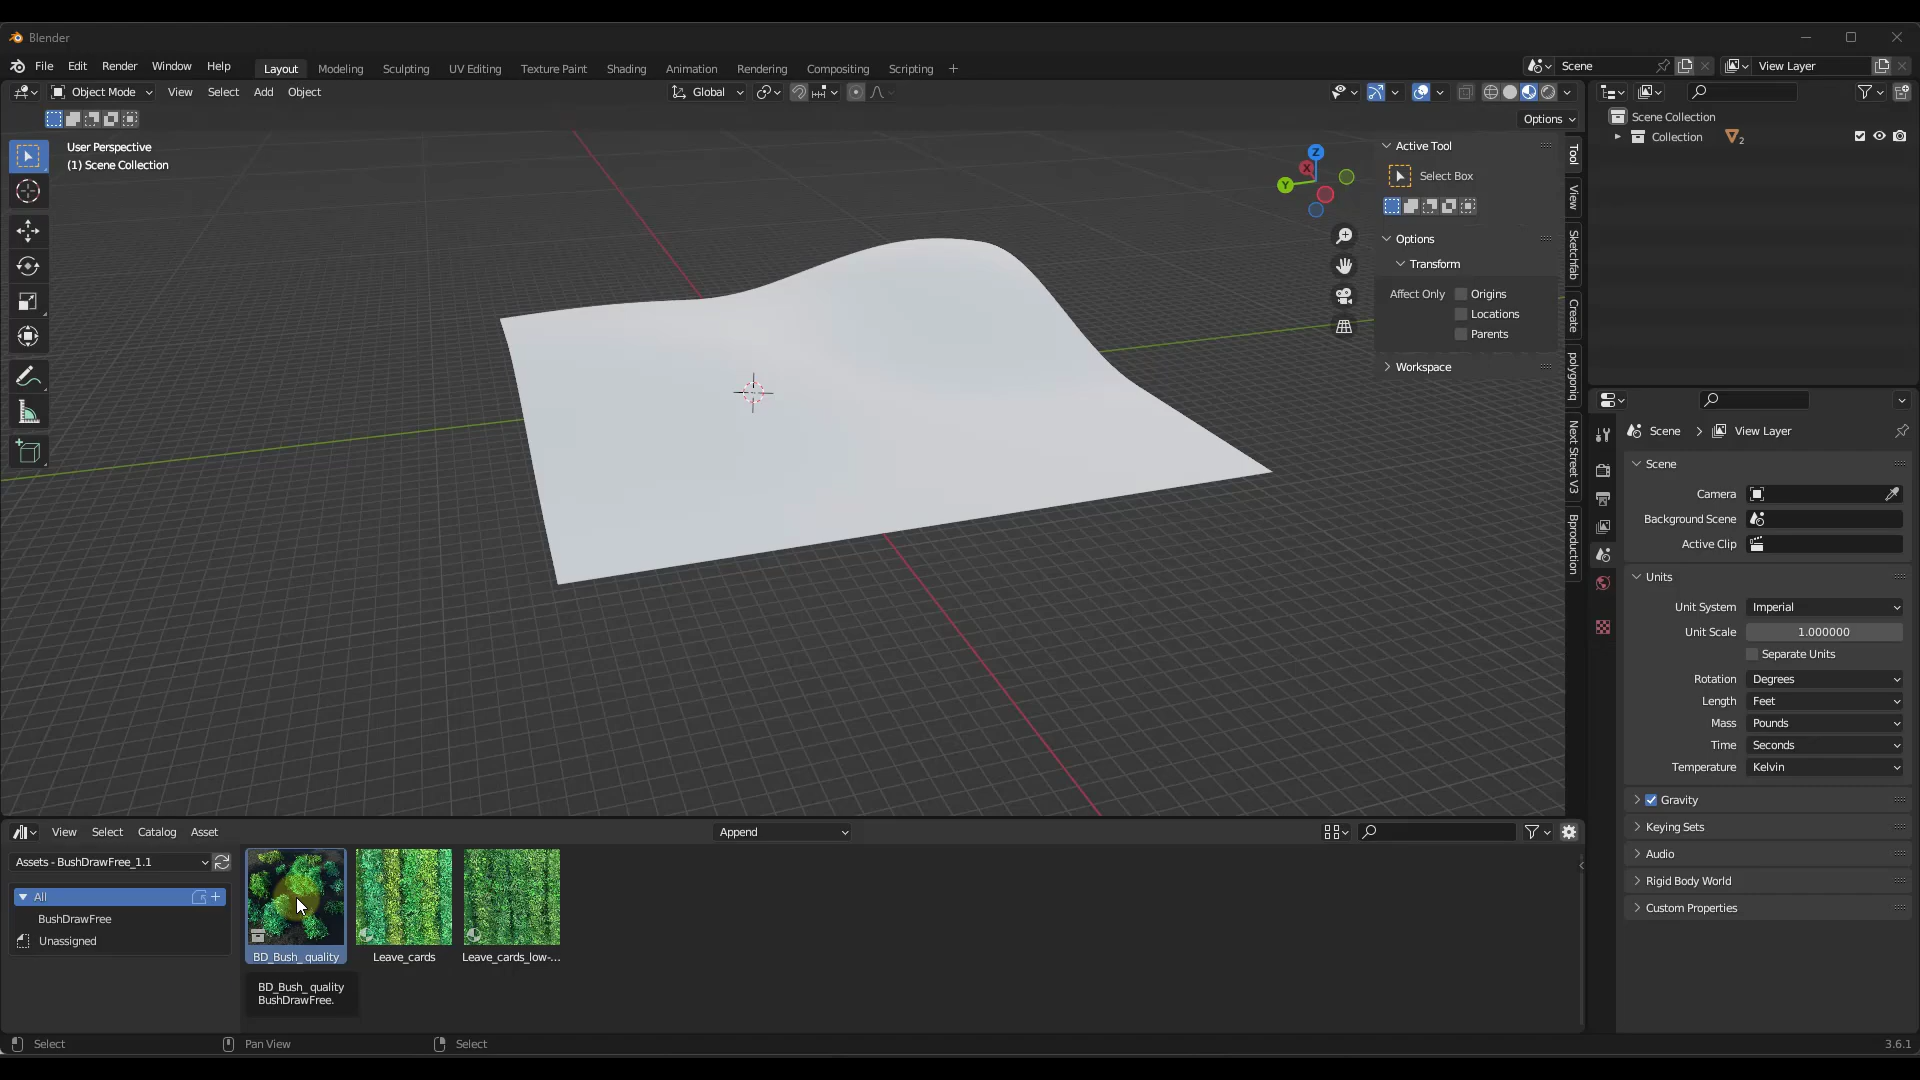 Blender
File Edit Render Window Help Layout Modeling Sculpting UV Editing Texture Paint Shading Animation Rendering Compositing Scripting + Scene View Layer
Object Mode View Select Add Object Global
Options
User Perspective
(1) Scene Collection
Z
X
Y
Active Tool
Select Box
Options
Transform
Affect Only Origins
Locations
Parents
Workspace
Tool
View
Sketchfab
Create
polygoniq
Next Street V3
Bproduction
Scene Collection
Collection 2
Scene > View Layer
Scene
Camera
Background Scene
Active Clip
Units
Unit System Imperial
Unit Scale 1.000000
Separate Units
Rotation Degrees
Length Feet
Mass Pounds
Time Seconds
Temperature Kelvin
Gravity
Keying Sets
Audio
Rigid Body World
Custom Properties
View Select Catalog Asset Append
Assets - BushDrawFree_1.1
All
BushDrawFree
Unassigned
BD_Bush_ quality Leave_cards Leave_cards_low-...
BD_Bush_ quality
BushDrawFree.
Select Pan View Select 3.6.1